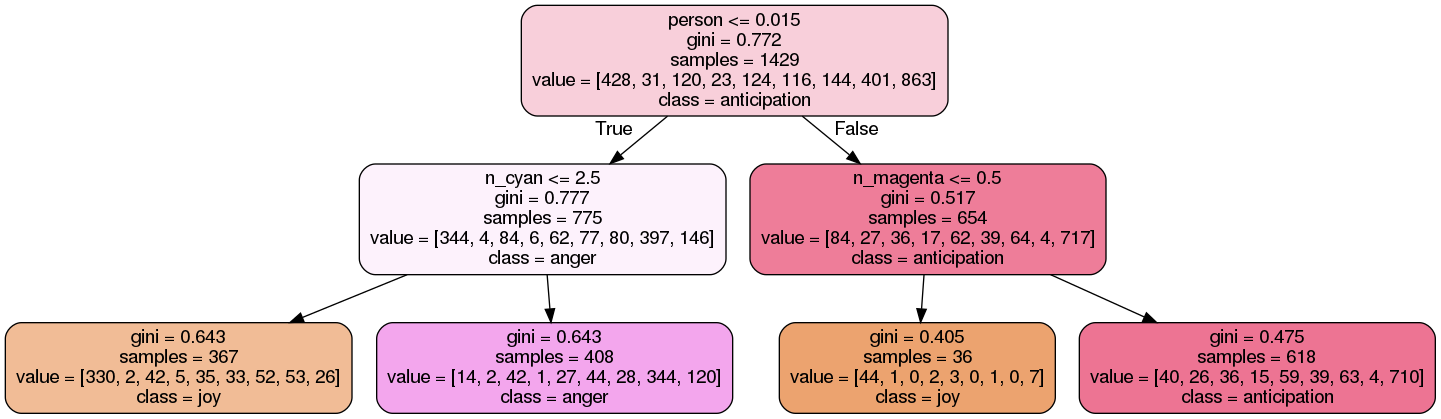 person <= 0.015
gini = 0.772
samples = 1429
value = [428, 31, 120, 23, 124, 116, 144, 401, 863]
class = anticipation
True
False
n_cyan <= 2.5
gini = 0.777
samples = 775
value = [344, 4, 84, 6, 62, 77, 80, 397, 146]
class = anger
n_magenta <= 0.5
gini = 0.517
samples = 654
value = [84, 27, 36, 17, 62, 39, 64, 4, 717]
class = anticipation
gini = 0.643
samples = 367
value = [330, 2, 42, 5, 35, 33, 52, 53, 26]
class = joy
gini = 0.643
samples = 408
value = [14, 2, 42, 1, 27, 44, 28, 344, 120]
class = anger
gini = 0.405
samples = 36
value = [44, 1, 0, 2, 3, 0, 1, 0, 7]
class = joy
gini = 0.475
samples = 618
value = [40, 26, 36, 15, 59, 39, 63, 4, 710]
class = anticipation